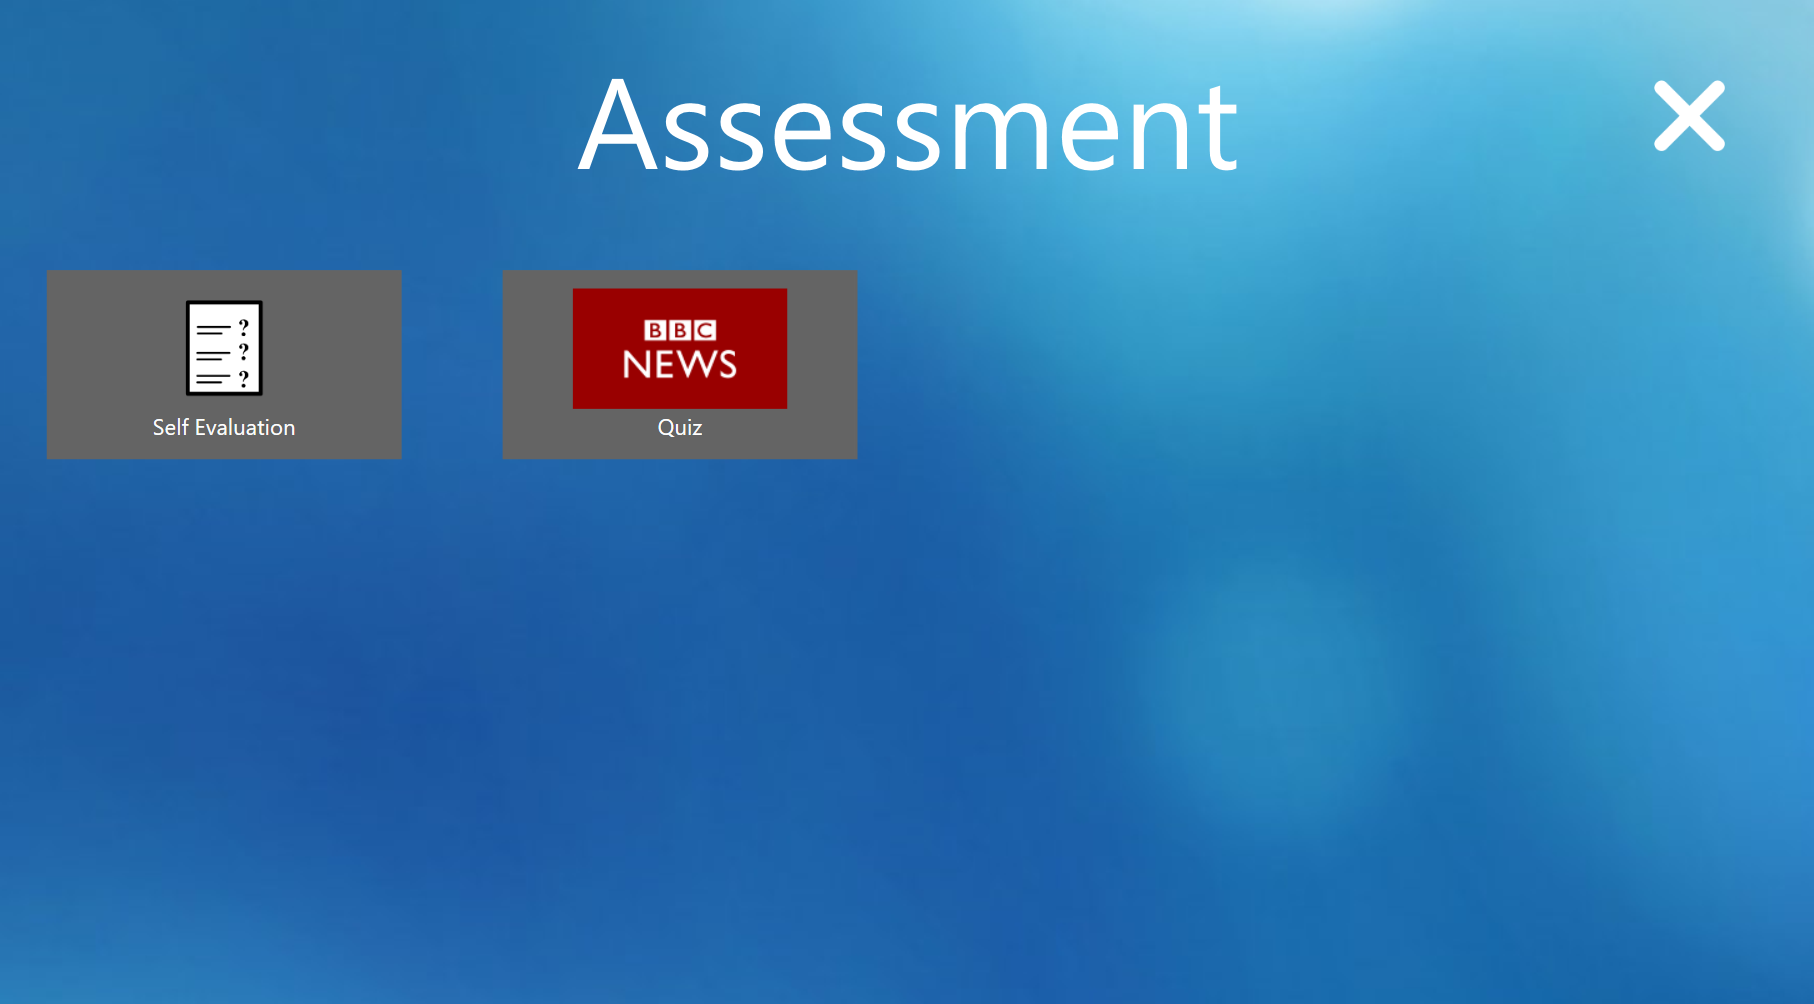 Assessment
? 
? 
? 
Self Evaluation
BBC
NEWS
Quiz